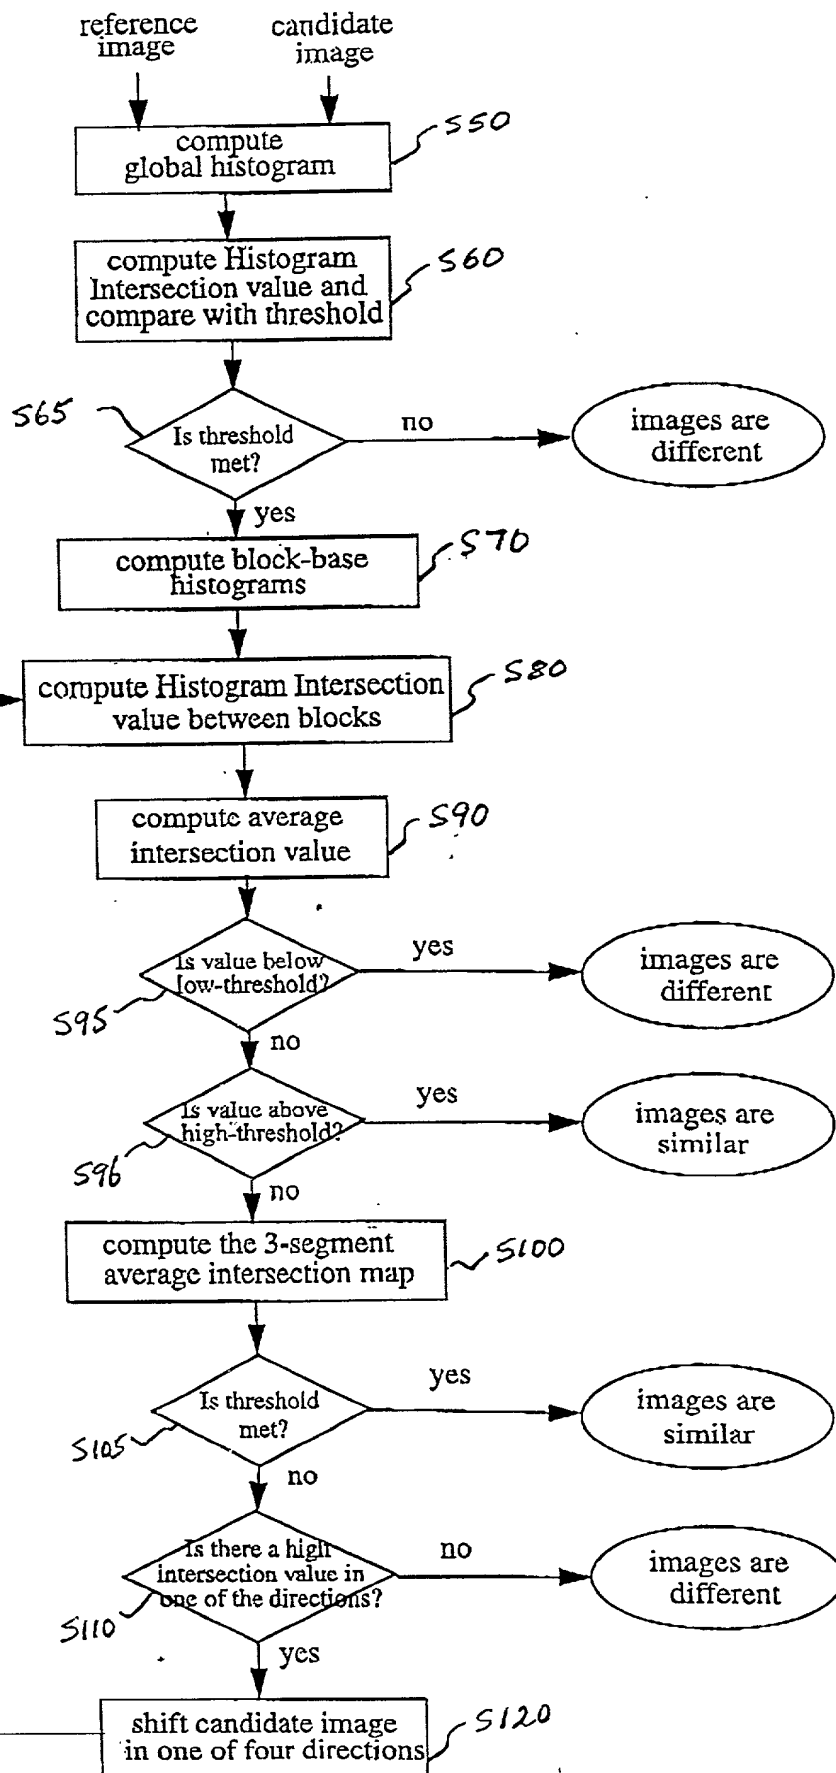 reference
image
candidate
image
compute
global histogram
S50
compute Histogram
Intersection value and
compare with threshold
S60
S65
Is threshold
met?
no
images are
different
yes
compute block-base
histograms
S70
compute Histogram Intersection
value between blocks
S80
compute average
intersection value
S90
Is value below
low-threshold?
S95
yes
images are
different
no
Is value above
high-threshold?
S96
yes
images are
similar
no
compute the 3-segment
average intersection map
S100
Is threshold
met?
S105
yes
images are
similar
no
Is there a high
intersection value in
one of the directions?
S110
no
images are
different
yes
shift candidate image
in one of four directions
S120